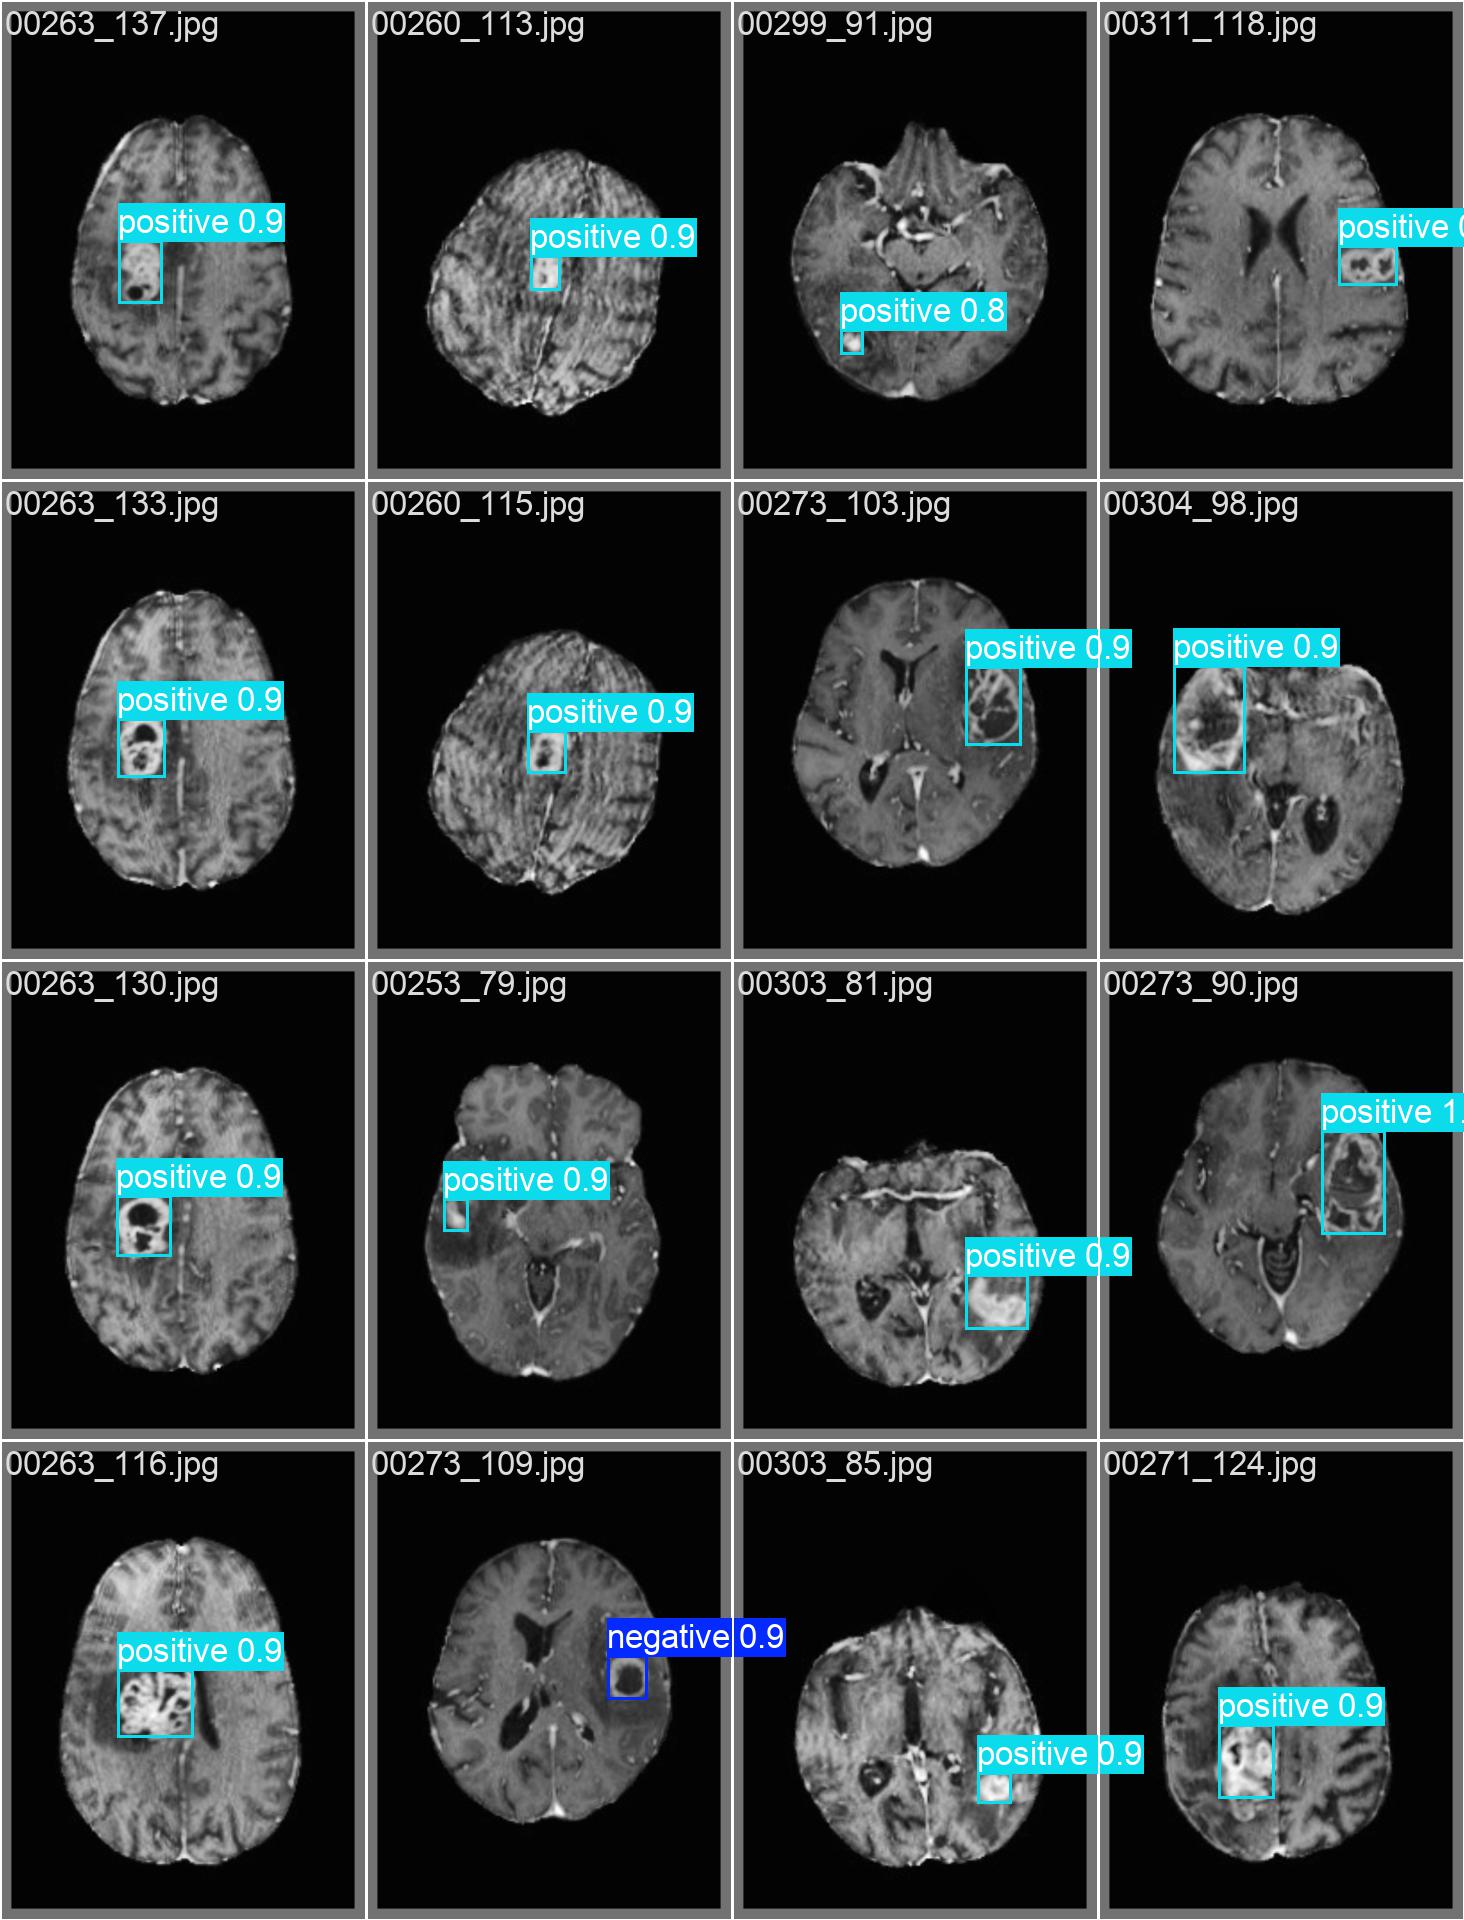 00263_137.jpg
positive 0.9
00260_113.jpg
positive 0.9
00299_91.jpg
positive 0.8
00311_118.jpg
positive
00263_133.jpg
positive 0.9
00260_115.jpg
positive 0.9
00273_103.jpg
positive 0.9
00304_98.jpg
positive 0.9
00263_130.jpg
positive 0.9
00253_79.jpg
positive 0.9
00303_81.jpg
positive 0.9
00273_90.jpg
positive 1.
00263_116.jpg
positive 0.9
00273_109.jpg
negative 0.9
00303_85.jpg
positive 0.9
00271_124.jpg
positive 0.9